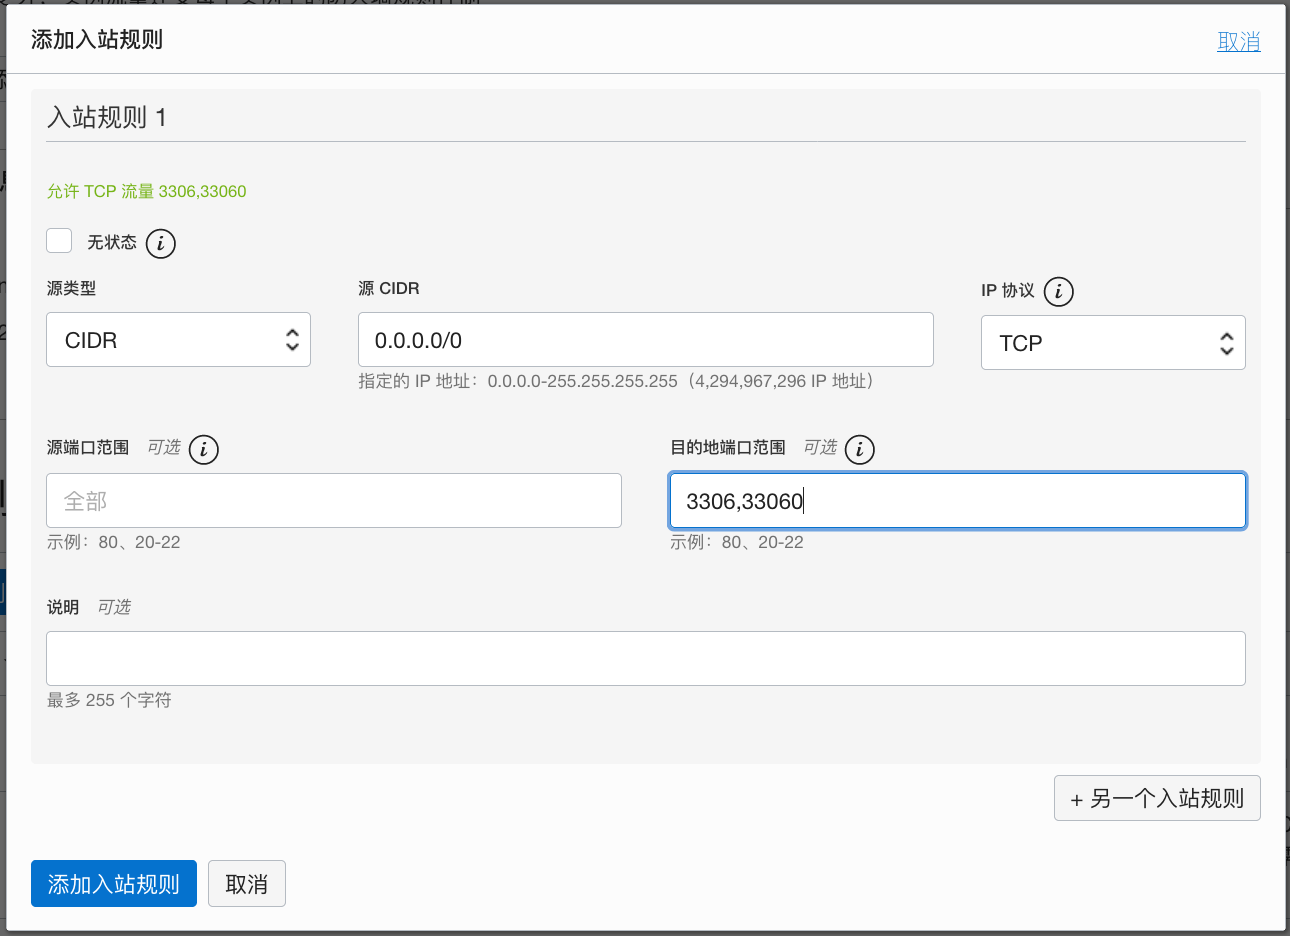 添加入站规则
取消
入站规则 1
允许 TCP 流量 3306,33060
无状态
源类型
源 CIDR
IP 协议
CIDR
0.0.0.0/0
TCP
指定的 IP 地址：0.0.0.0-255.255.255.255（4,294,967,296 IP 地址）
源端口范围 可选
目的地端口范围 可选
全部
3306,33060
示例：80、20-22
示例：80、20-22
说明 可选
最多 255 个字符
+ 另一个入站规则
添加入站规则
取消